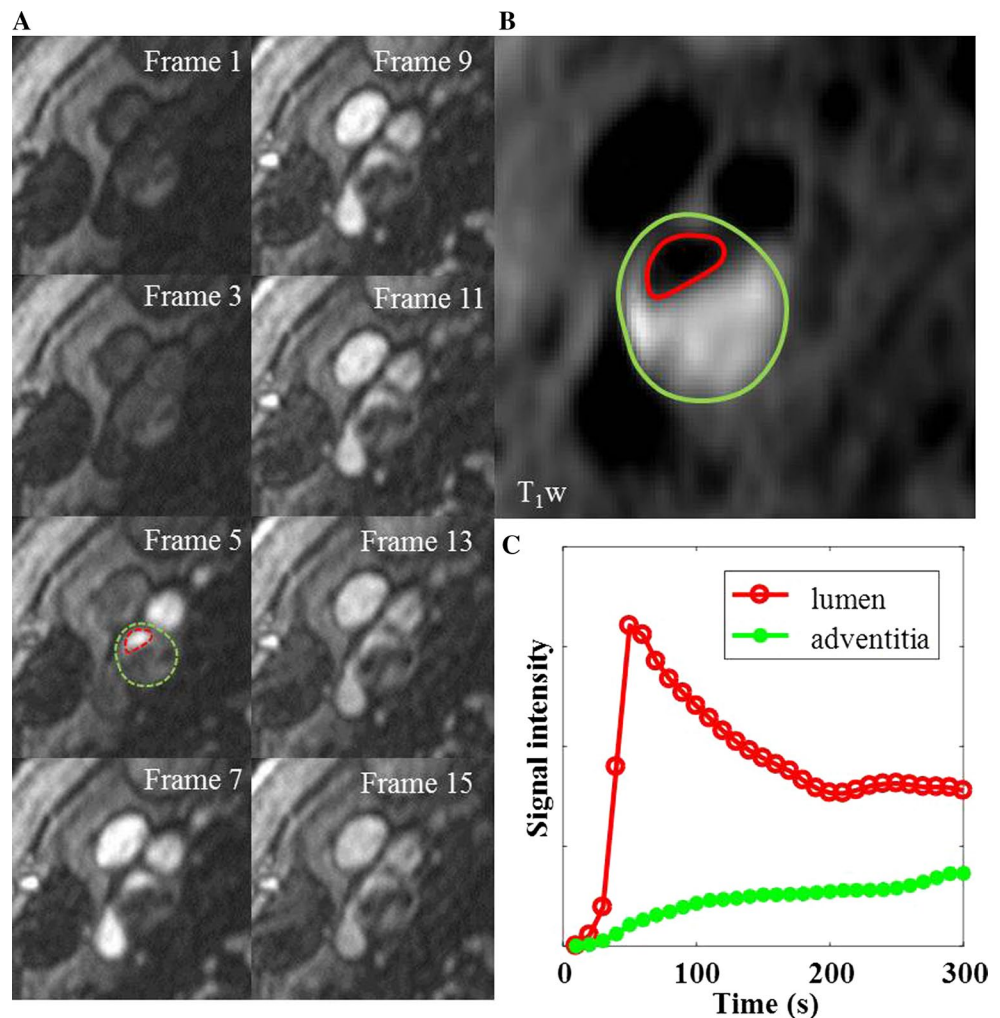 A
Frame 1
Frame 9
Frame 3
Frame 11
Frame 5
Frame 13
Frame 7
Frame 15
B
T₁w
C
lumen
adventitia
Signal intensity
0
100
200
300
Time (s)